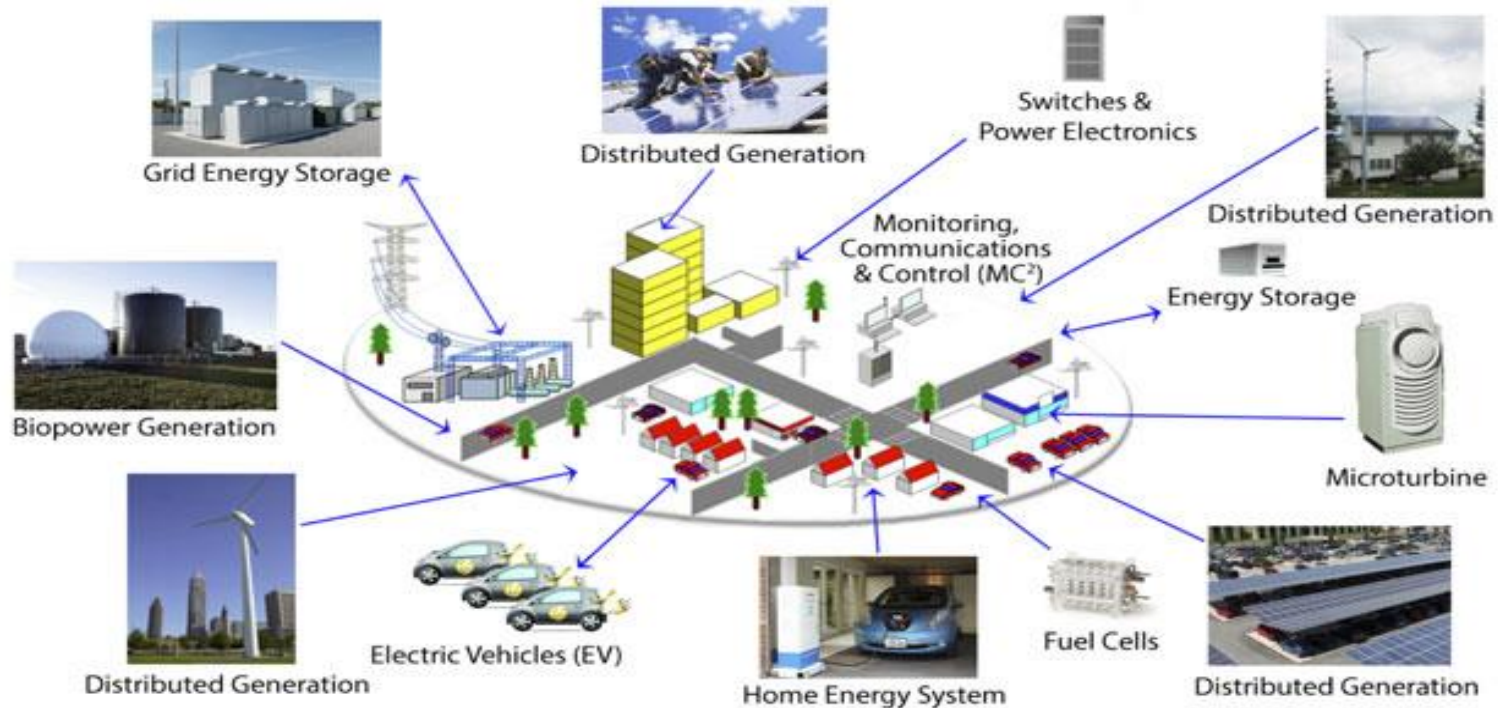 Grid Energy Storage
Distributed Generation
Switches &
Power Electronics
Distributed Generation
Monitoring,
Communications
& Control (MC²)
Energy Storage
Biopower Generation
Microturbine
Distributed Generation
Electric Vehicles (EV)
Home Energy System
Fuel Cells
Distributed Generation